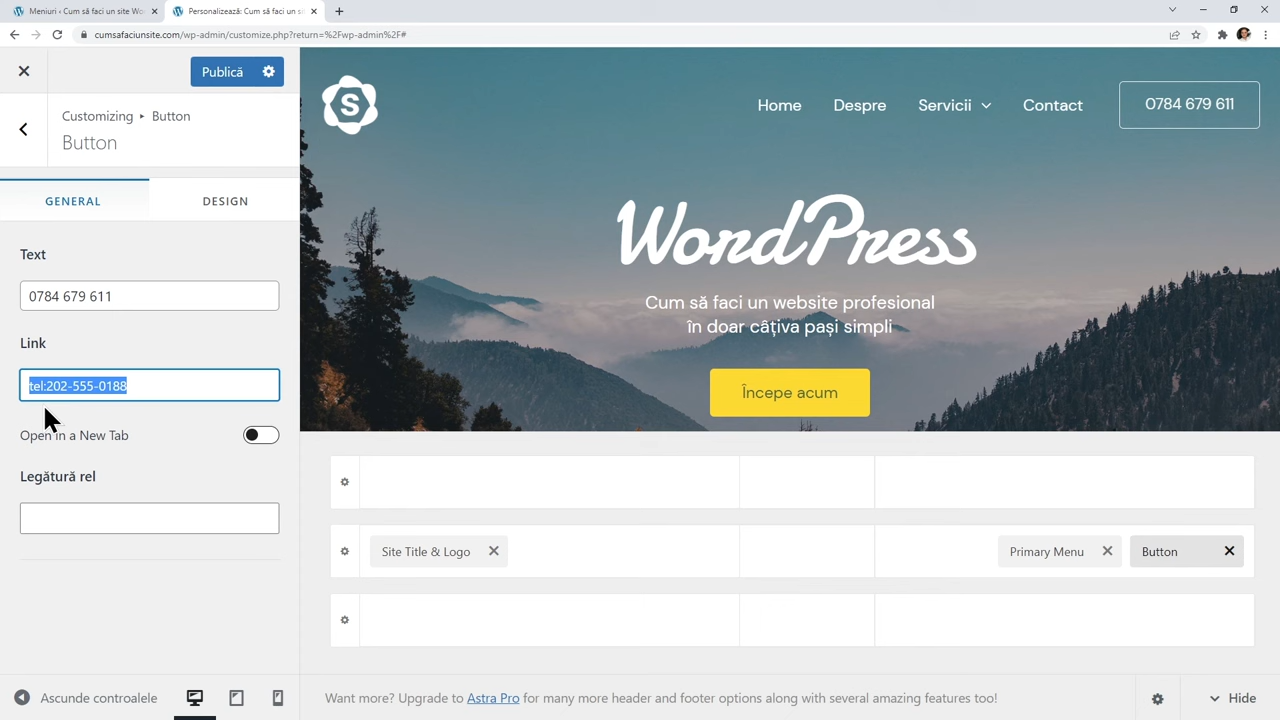 Meniuri ‹ Cum să faci un site Wo
Personalizează: Cum să faci un si
cumsafaciunsite.com/wp-admin/customize.php?return=%2Fwp-admin%2F#
Publică
Customizing ▸ Button
Button
GENERAL
DESIGN
Text
0784 679 611
Link
tel:202-555-0188
Open in a New Tab
Legătură rel
Ascunde controalele
S
Home
Despre
Servicii
Contact
0784 679 611
WordPress
Cum să faci un website profesional
în doar câțiva pași simpli
Începe acum
Site Title & Logo
Primary Menu
Button
Want more? Upgrade to Astra Pro for many more header and footer options along with several amazing features too!
Hide